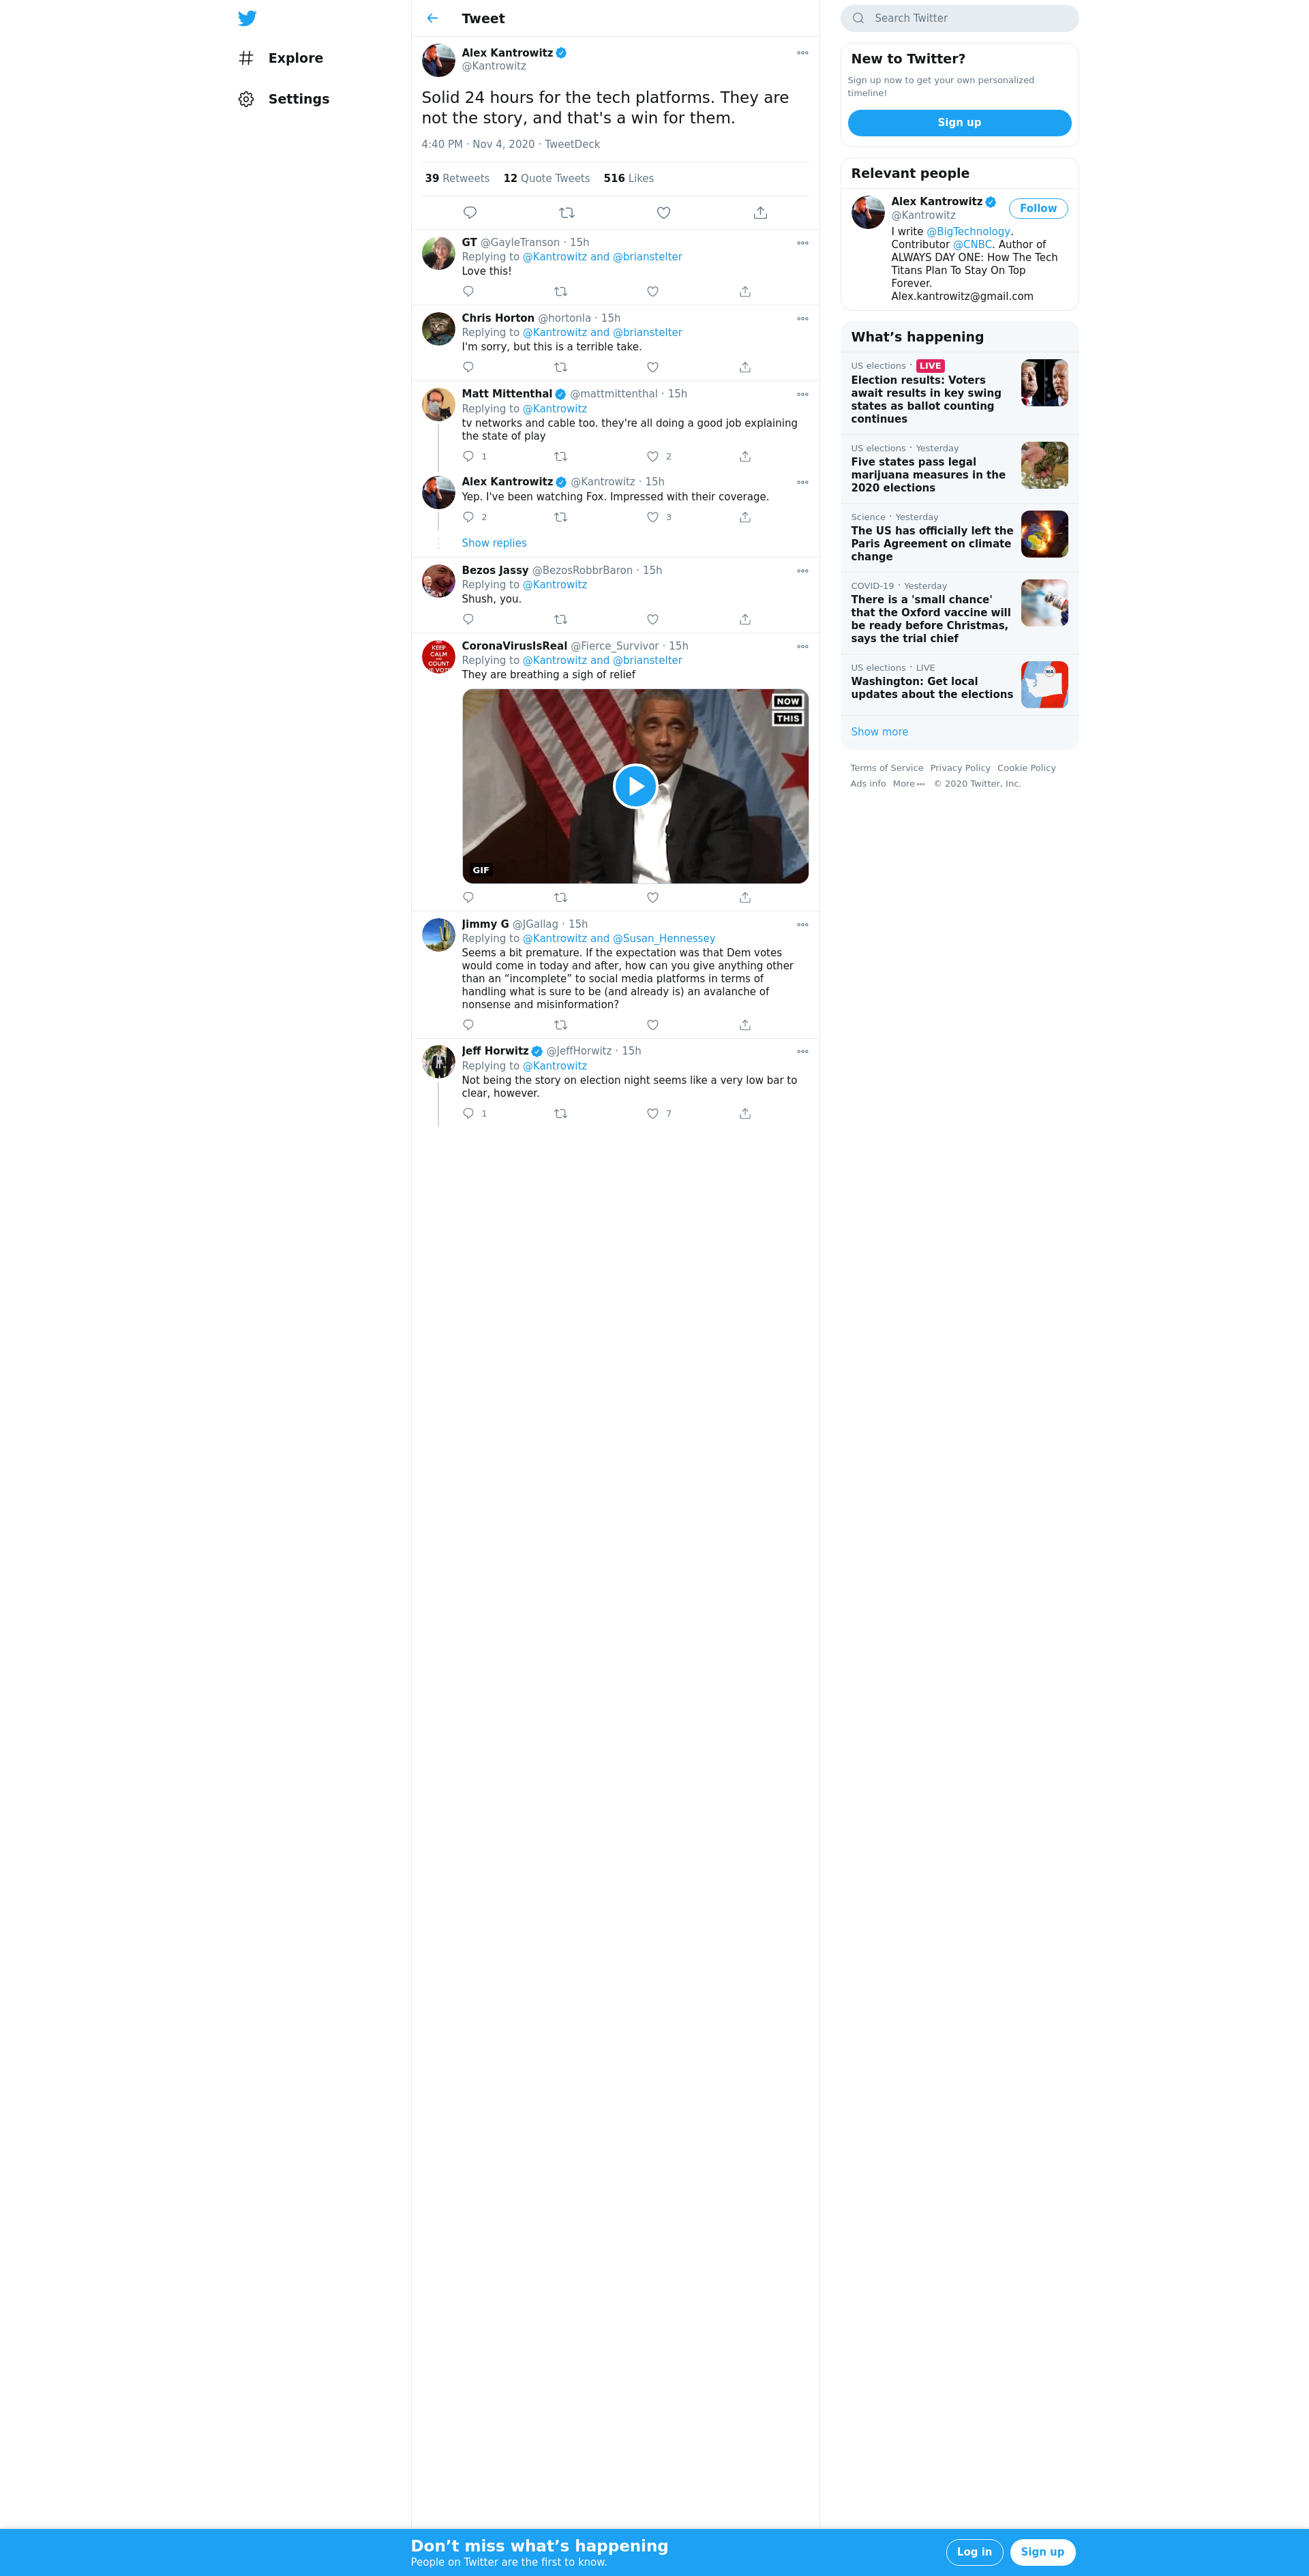 Explore
Settings
Tweet
Alex Kantrowitz
@Kantrowitz
Solid 24 hours for the tech platforms. They are
not the story, and that's a win for them.
4:40 PM · Nov 4, 2020 · TweetDeck
39 Retweets 12 Quote Tweets 516 Likes
GT @GayleTranson · 15h
Replying to @Kantrowitz and @brianstelter
Love this!
Chris Horton @hortonla · 15h
Replying to @Kantrowitz and @brianstelter
I'm sorry, but this is a terrible take.
Matt Mittenthal @mattmittenthal · 15h
Replying to @Kantrowitz
tv networks and cable too. they're all doing a good job explaining
the state of play
1 2
Alex Kantrowitz @Kantrowitz · 15h
Yep. I've been watching Fox. Impressed with their coverage.
2 3
Show replies
Bezos Jassy @BezosRobbrBaron · 15h
Replying to @Kantrowitz
Shush, you.
CoronaVirusIsReal @Fierce_Survivor · 15h
Replying to @Kantrowitz and @brianstelter
They are breathing a sigh of relief
KEEP
CALM
COUNT
NOW
THIS
GIF
Jimmy G @JGallag · 15h
Replying to @Kantrowitz and @Susan_Hennessey
Seems a bit premature. If the expectation was that Dem votes
would come in today and after, how can you give anything other
than an “incomplete” to social media platforms in terms of
handling what is sure to be (and already is) an avalanche of
nonsense and misinformation?
Jeff Horwitz @JeffHorwitz · 15h
Replying to @Kantrowitz
Not being the story on election night seems like a very low bar to
clear, however.
1 7
Search Twitter
New to Twitter?
Sign up now to get your own personalized
timeline!
Sign up
Relevant people
Alex Kantrowitz
@Kantrowitz
Follow
I write @BigTechnology.
Contributor @CNBC. Author of
ALWAYS DAY ONE: How The Tech
Titans Plan To Stay On Top
Forever.
Alex.kantrowitz@gmail.com
What’s happening
US elections · LIVE
Election results: Voters
await results in key swing
states as ballot counting
continues
US elections · Yesterday
Five states pass legal
marijuana measures in the
2020 elections
Science · Yesterday
The US has officially left the
Paris Agreement on climate
change
COVID-19 · Yesterday
There is a 'small chance'
that the Oxford vaccine will
be ready before Christmas,
says the trial chief
US elections · LIVE
Washington: Get local
updates about the elections
Show more
Terms of Service Privacy Policy Cookie Policy
Ads info More © 2020 Twitter, Inc.
Don’t miss what’s happening
People on Twitter are the first to know.
Log in
Sign up